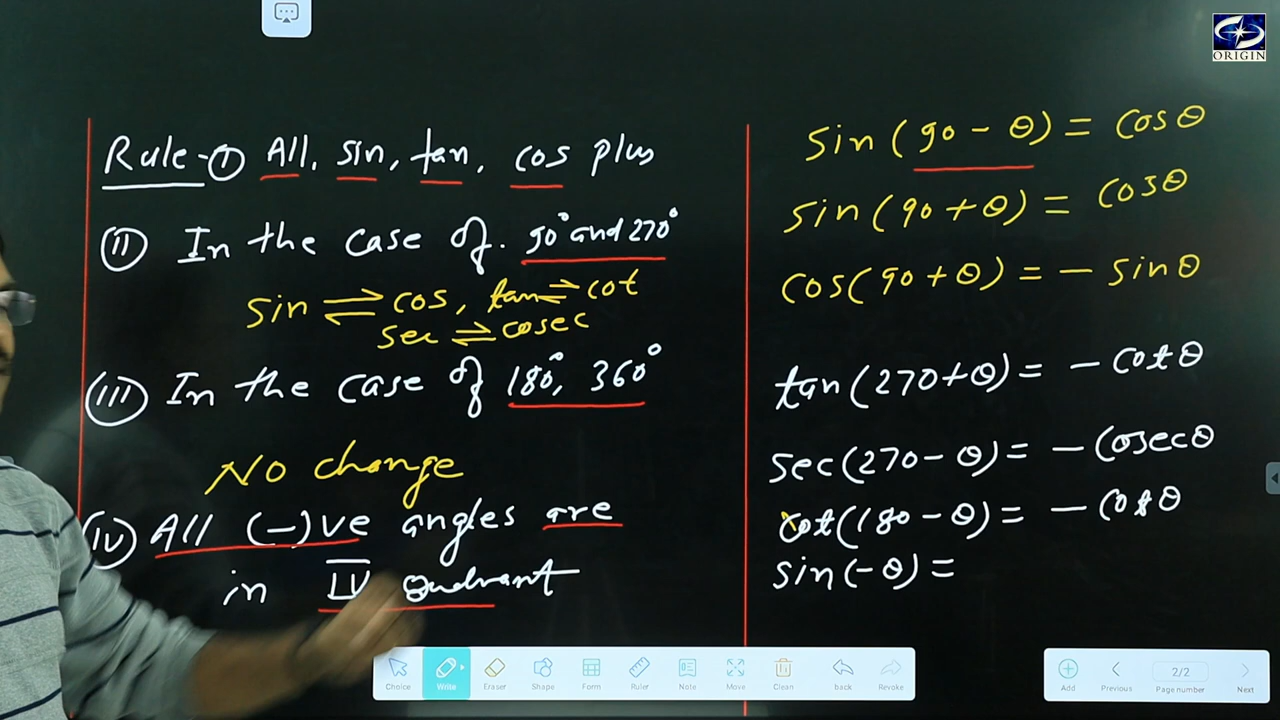 ORIGIN
Rule-① All, sin, tan, cos plus
(ii) In the case of. 90° and 270°
sin ⇌ cos, tan ⇌ cot
sec ⇌ cosec
(iii) In the case of 180°, 360°
No change
(iv) All (-)ve angles are
in IV Quadrant
sin(90 - θ) = cosθ
sin(90 + θ) = cosθ
cos(90 + θ) = - sinθ
tan(270 + θ) = - cotθ
sec(270 - θ) = - cosecθ
cot(180 - θ) = - cotθ
sin(-θ) =
Choice Write Eraser Shape Form Ruler Note Move Clean back Revoke
Add Previous 2/2 Page number Next